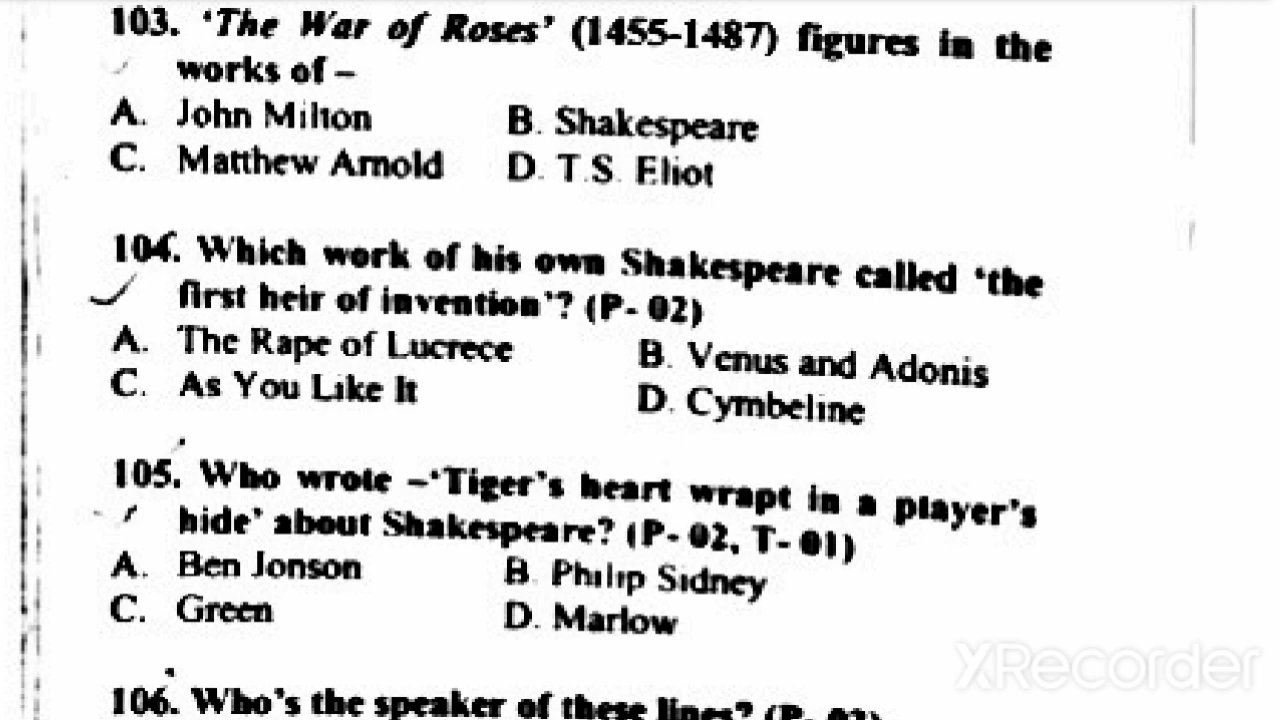 103. ‘The War of Roses’ (1455-1487) figures in the
works of –
A. John Milton B. Shakespeare
C. Matthew Arnold D. T.S. Eliot
104. Which work of his own Shakespeare called ‘the
first heir of invention’? (P- 02)
A. The Rape of Lucrece B. Venus and Adonis
C. As You Like It D. Cymbeline
105. Who wrote –‘Tiger’s heart wrapt in a player’s
hide’ about Shakespeare? (P- 02, T- 01)
A. Ben Jonson B. Philip Sidney
C. Green D. Marlow
XRecorder
106. Who’s the speaker of these lines? (P-